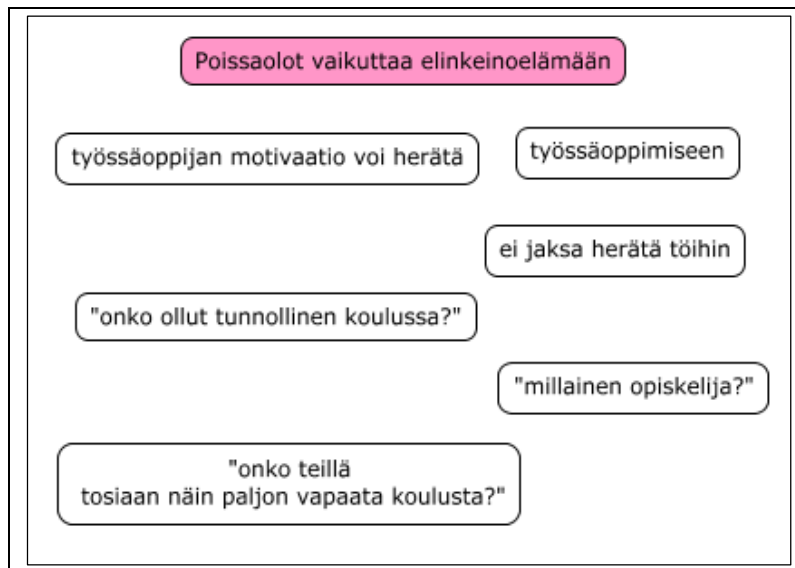 Poissaolot vaikuttaa elinkeinoelämään
työssäoppijan motivaatio voi herätä
työssäoppimiseen
ei jaksa herätä töihin
"onko ollut tunnollinen koulussa?"
"millainen opiskelija?"
"onko teillä
tosiaan näin paljon vapaata koulusta?"